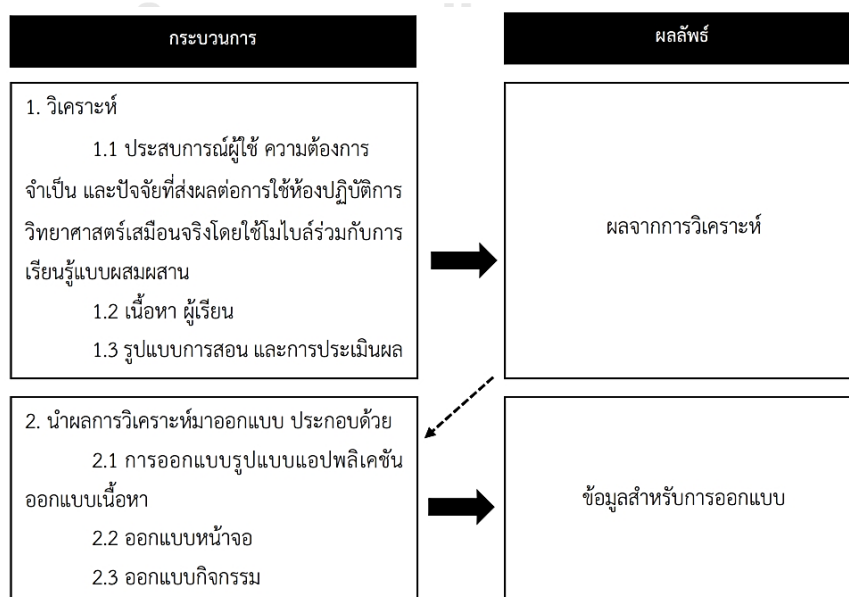 กระบวนการ
ผลลัพธ์
1. วิเคราะห์
1.1 ประสบการณ์ผู้ใช้ ความต้องการ
จำเป็น และปัจจัยที่ส่งผลต่อการใช้ห้องปฏิบัติการ
วิทยาศาสตร์เสมือนจริงโดยใช้โมไบล์ร่วมกับการ
เรียนรู้แบบผสมผสาน
1.2 เนื้อหา ผู้เรียน
1.3 รูปแบบการสอน และการประเมินผล
ผลจากการวิเคราะห์
2. นำผลการวิเคราะห์มาออกแบบ ประกอบด้วย
2.1 การออกแบบรูปแบบแอปพลิเคชัน
ออกแบบเนื้อหา
2.2 ออกแบบหน้าจอ
2.3 ออกแบบกิจกรรม
ข้อมูลสำหรับการออกแบบ